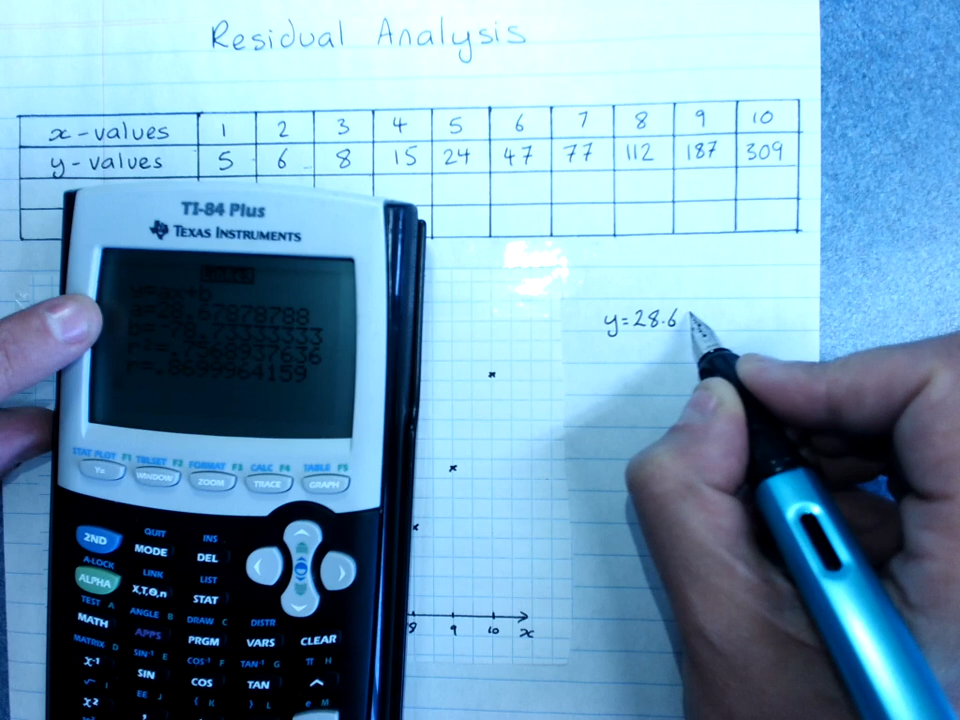 Residual Analysis
x-values 1 2 3 4 5 6 7 8 9 10
y-values 5 6 8 15 24 47 77 112 187 309
TI-84 Plus
TEXAS INSTRUMENTS
LinReg
y=ax+b
a=28.67878788
b=-78.73333333
r²=.7568937636
r=.8699964159
y=28.6
STAT PLOT F1 TBLSET F2 FORMAT F3 CALC F4 TABLE F5
Y= WINDOW ZOOM TRACE GRAPH
QUIT INS
2ND MODE DEL
A-LOCK LINK LIST
ALPHA X,T,Θ,n STAT
TEST A ANGLE B DRAW C DISTR
MATH APPS PRGM VARS CLEAR
MATRIX D SIN⁻¹ E COS⁻¹ F TAN⁻¹ G π H
x⁻¹ SIN COS TAN ^
√ I EE J { K } L e M
x²
8 9 10 x